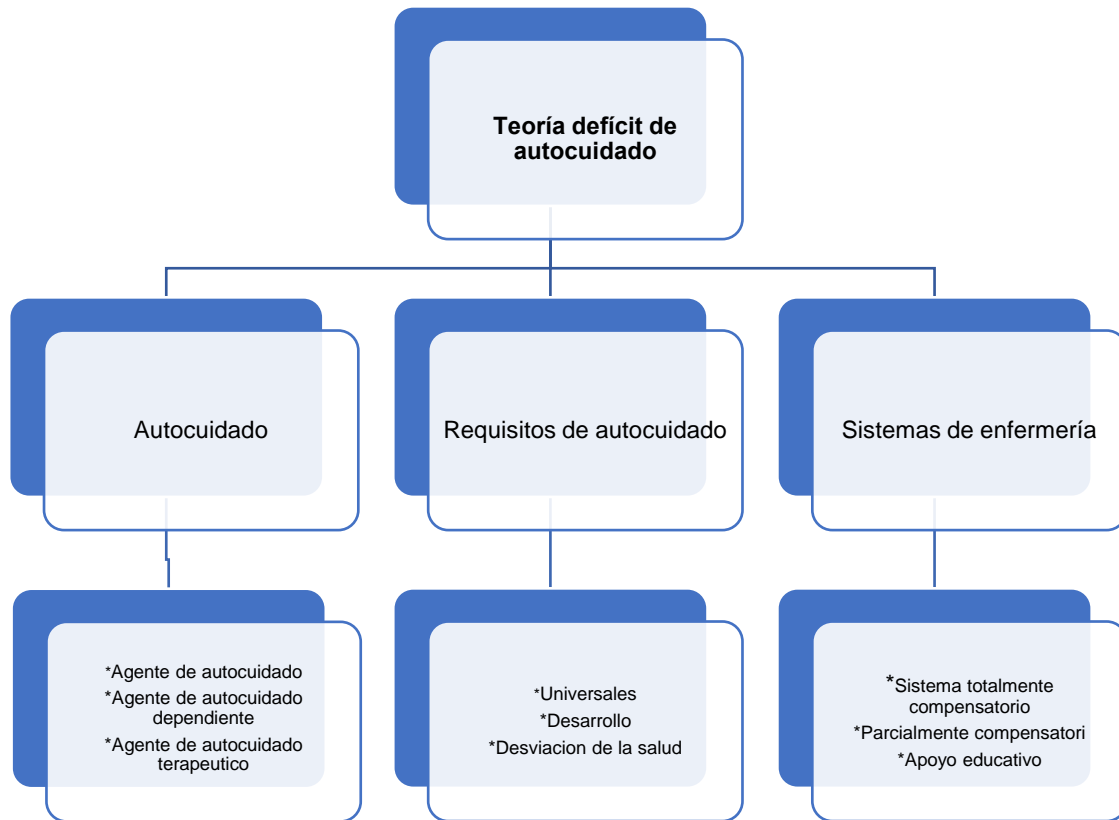 Teoría defícit de
autocuidado
Autocuidado
Requisitos de autocuidado
Sistemas de enfermería
*Agente de autocuidado
*Agente de autocuidado
dependiente
*Agente de autocuidado
terapeutico
*Universales
*Desarrollo
*Desviacion de la salud
*Sistema totalmente
compensatorio
*Parcialmente compensatori
*Apoyo educativo